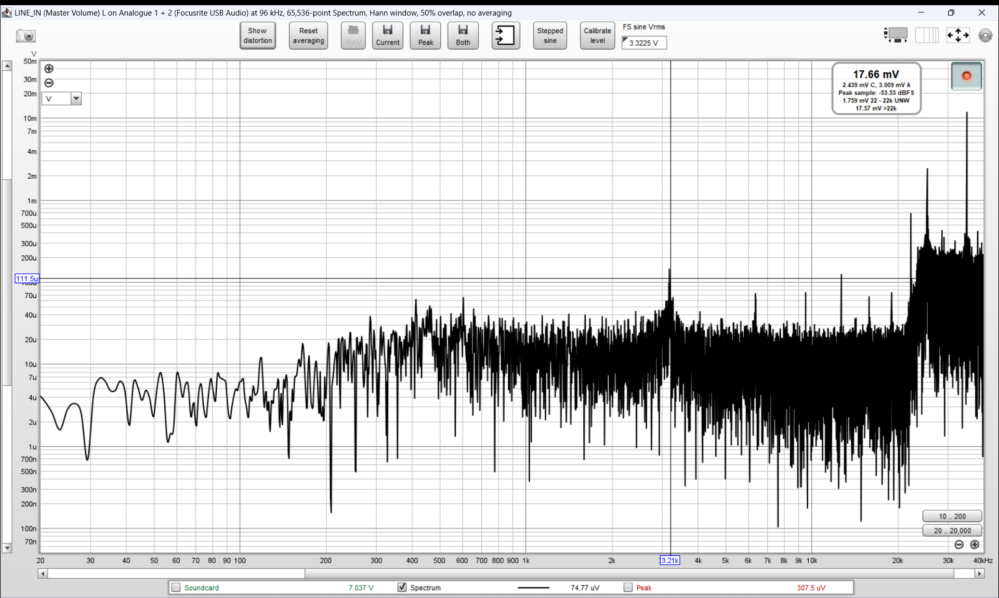 LINE_IN (Master Volume) L on Analogue 1 + 2 (Focusrite USB Audio) at 96 kHz, 65,536-point Spectrum, Hann window, 50% overlap, no averaging
Show distortion
Reset averaging
WAV
Current
Peak
Both
Stepped sine
Calibrate level
FS sine Vrms
3.3225 V
V
50m
30m
20m
10m
7m
4m
2m
1m
700u
500u
300u
200u
111.5u
70u
40u
20u
10u
7u
4u
2u
1u
700n
500n
300n
200n
100n
70n
V
17.66 mV
2.439 mV C, 3.009 mV A
Peak sample: -53.53 dBFS
1.759 mV 22 - 22k UNW
17.57 mV >22k
10 .. 200
20 .. 20,000
20 30 40 50 60 70 80 90 100 200 300 400 500 600 700 800 900 1k 2k 3.21k 4k 5k 6k 7k 8k 9k 10k 20k 30k 40kHz
Soundcard 7.037 V Spectrum 74.77 uV Peak 307.5 uV